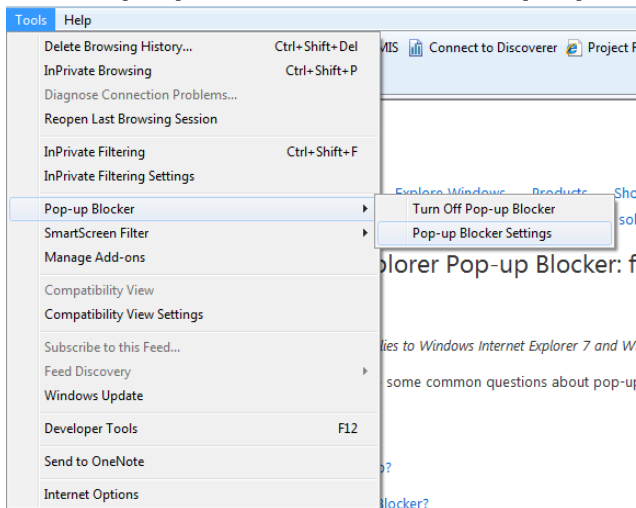 Tools Help
Delete Browsing History... Ctrl+Shift+Del
MIS Connect to Discoverer Project
InPrivate Browsing Ctrl+Shift+P
Diagnose Connection Problems...
Reopen Last Browsing Session
InPrivate Filtering Ctrl+Shift+F
InPrivate Filtering Settings
Explore Windows Products Sho
Pop-up Blocker
Turn Off Pop-up Blocker
sol
SmartScreen Filter
Pop-up Blocker Settings
Manage Add-ons
plorer Pop-up Blocker: f
Compatibility View
Compatibility View Settings
Subscribe to this Feed...
lies to Windows Internet Explorer 7 and W
Feed Discovery
some common questions about pop-up
Windows Update
Developer Tools F12
Send to OneNote
p?
Internet Options
Blocker?